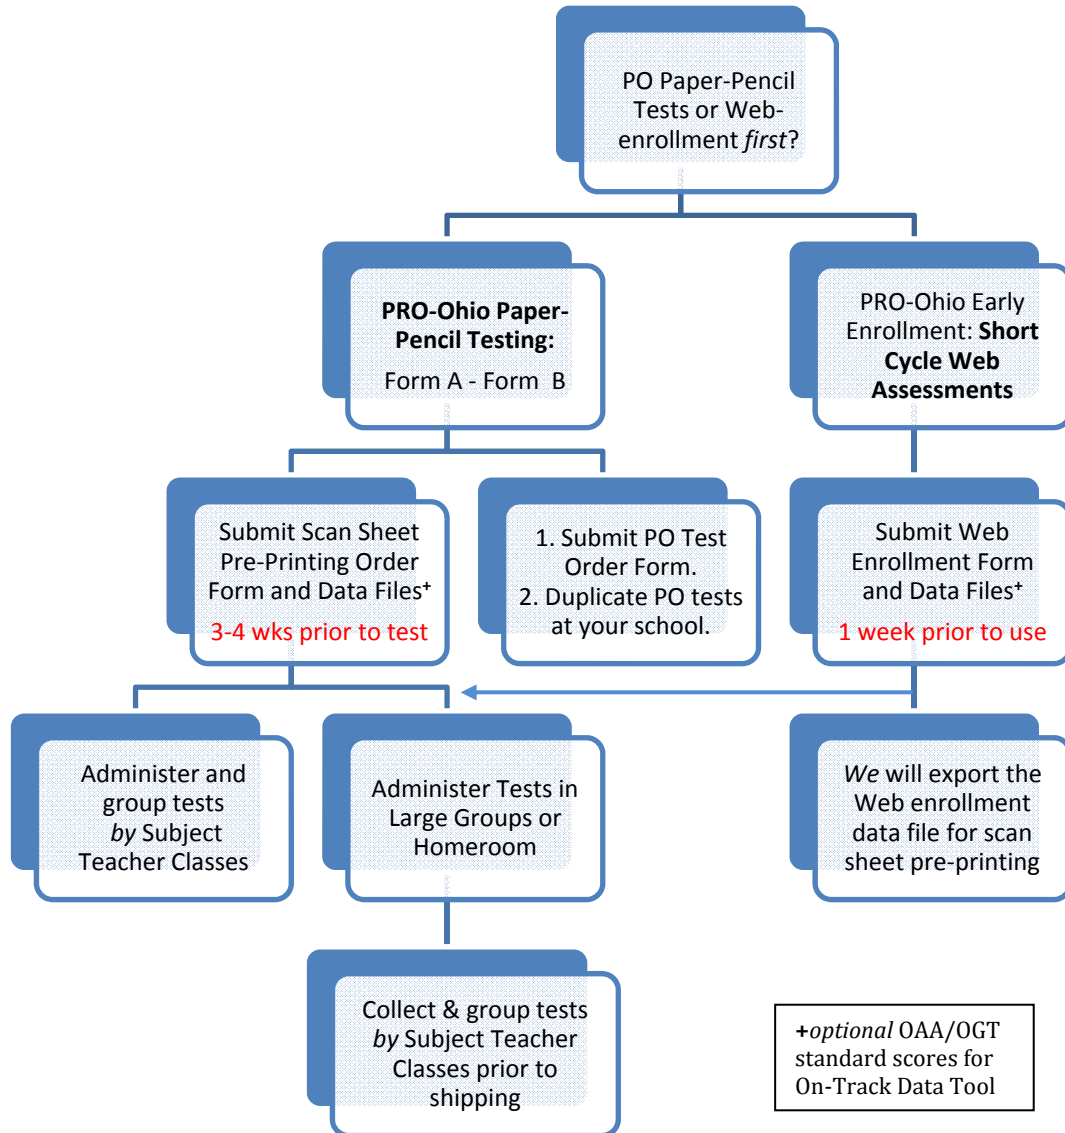 PO Paper-Pencil
Tests or Web-
enrollment first?
PRO-Ohio Paper-
Pencil Testing:
Form A - Form  B
PRO-Ohio Early
Enrollment: Short
Cycle Web
Assessments
Submit Scan Sheet
Pre-Printing Order
Form and Data Files⁺
3-4 wks prior to test
1. Submit PO Test
Order Form.
2. Duplicate PO tests
at your school.
Submit Web
Enrollment Form
and Data Files⁺
1 week prior to use
Administer and
group tests
by Subject
Teacher Classes
Administer Tests in
Large Groups or
Homeroom
We will export the
Web enrollment
data file for scan
sheet pre-printing
Collect & group tests
by Subject Teacher
Classes prior to
shipping
+optional OAA/OGT
standard scores for
On-Track Data Tool